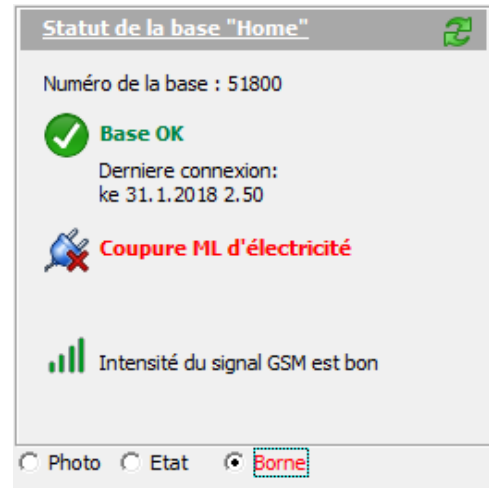 Statut de la base "Home"
Numéro de la base : 51800
Base OK
Derniere connexion:
ke 31.1.2018 2.50
Coupure ML d'électricité
Intensité du signal GSM est bon
Photo Etat Borne